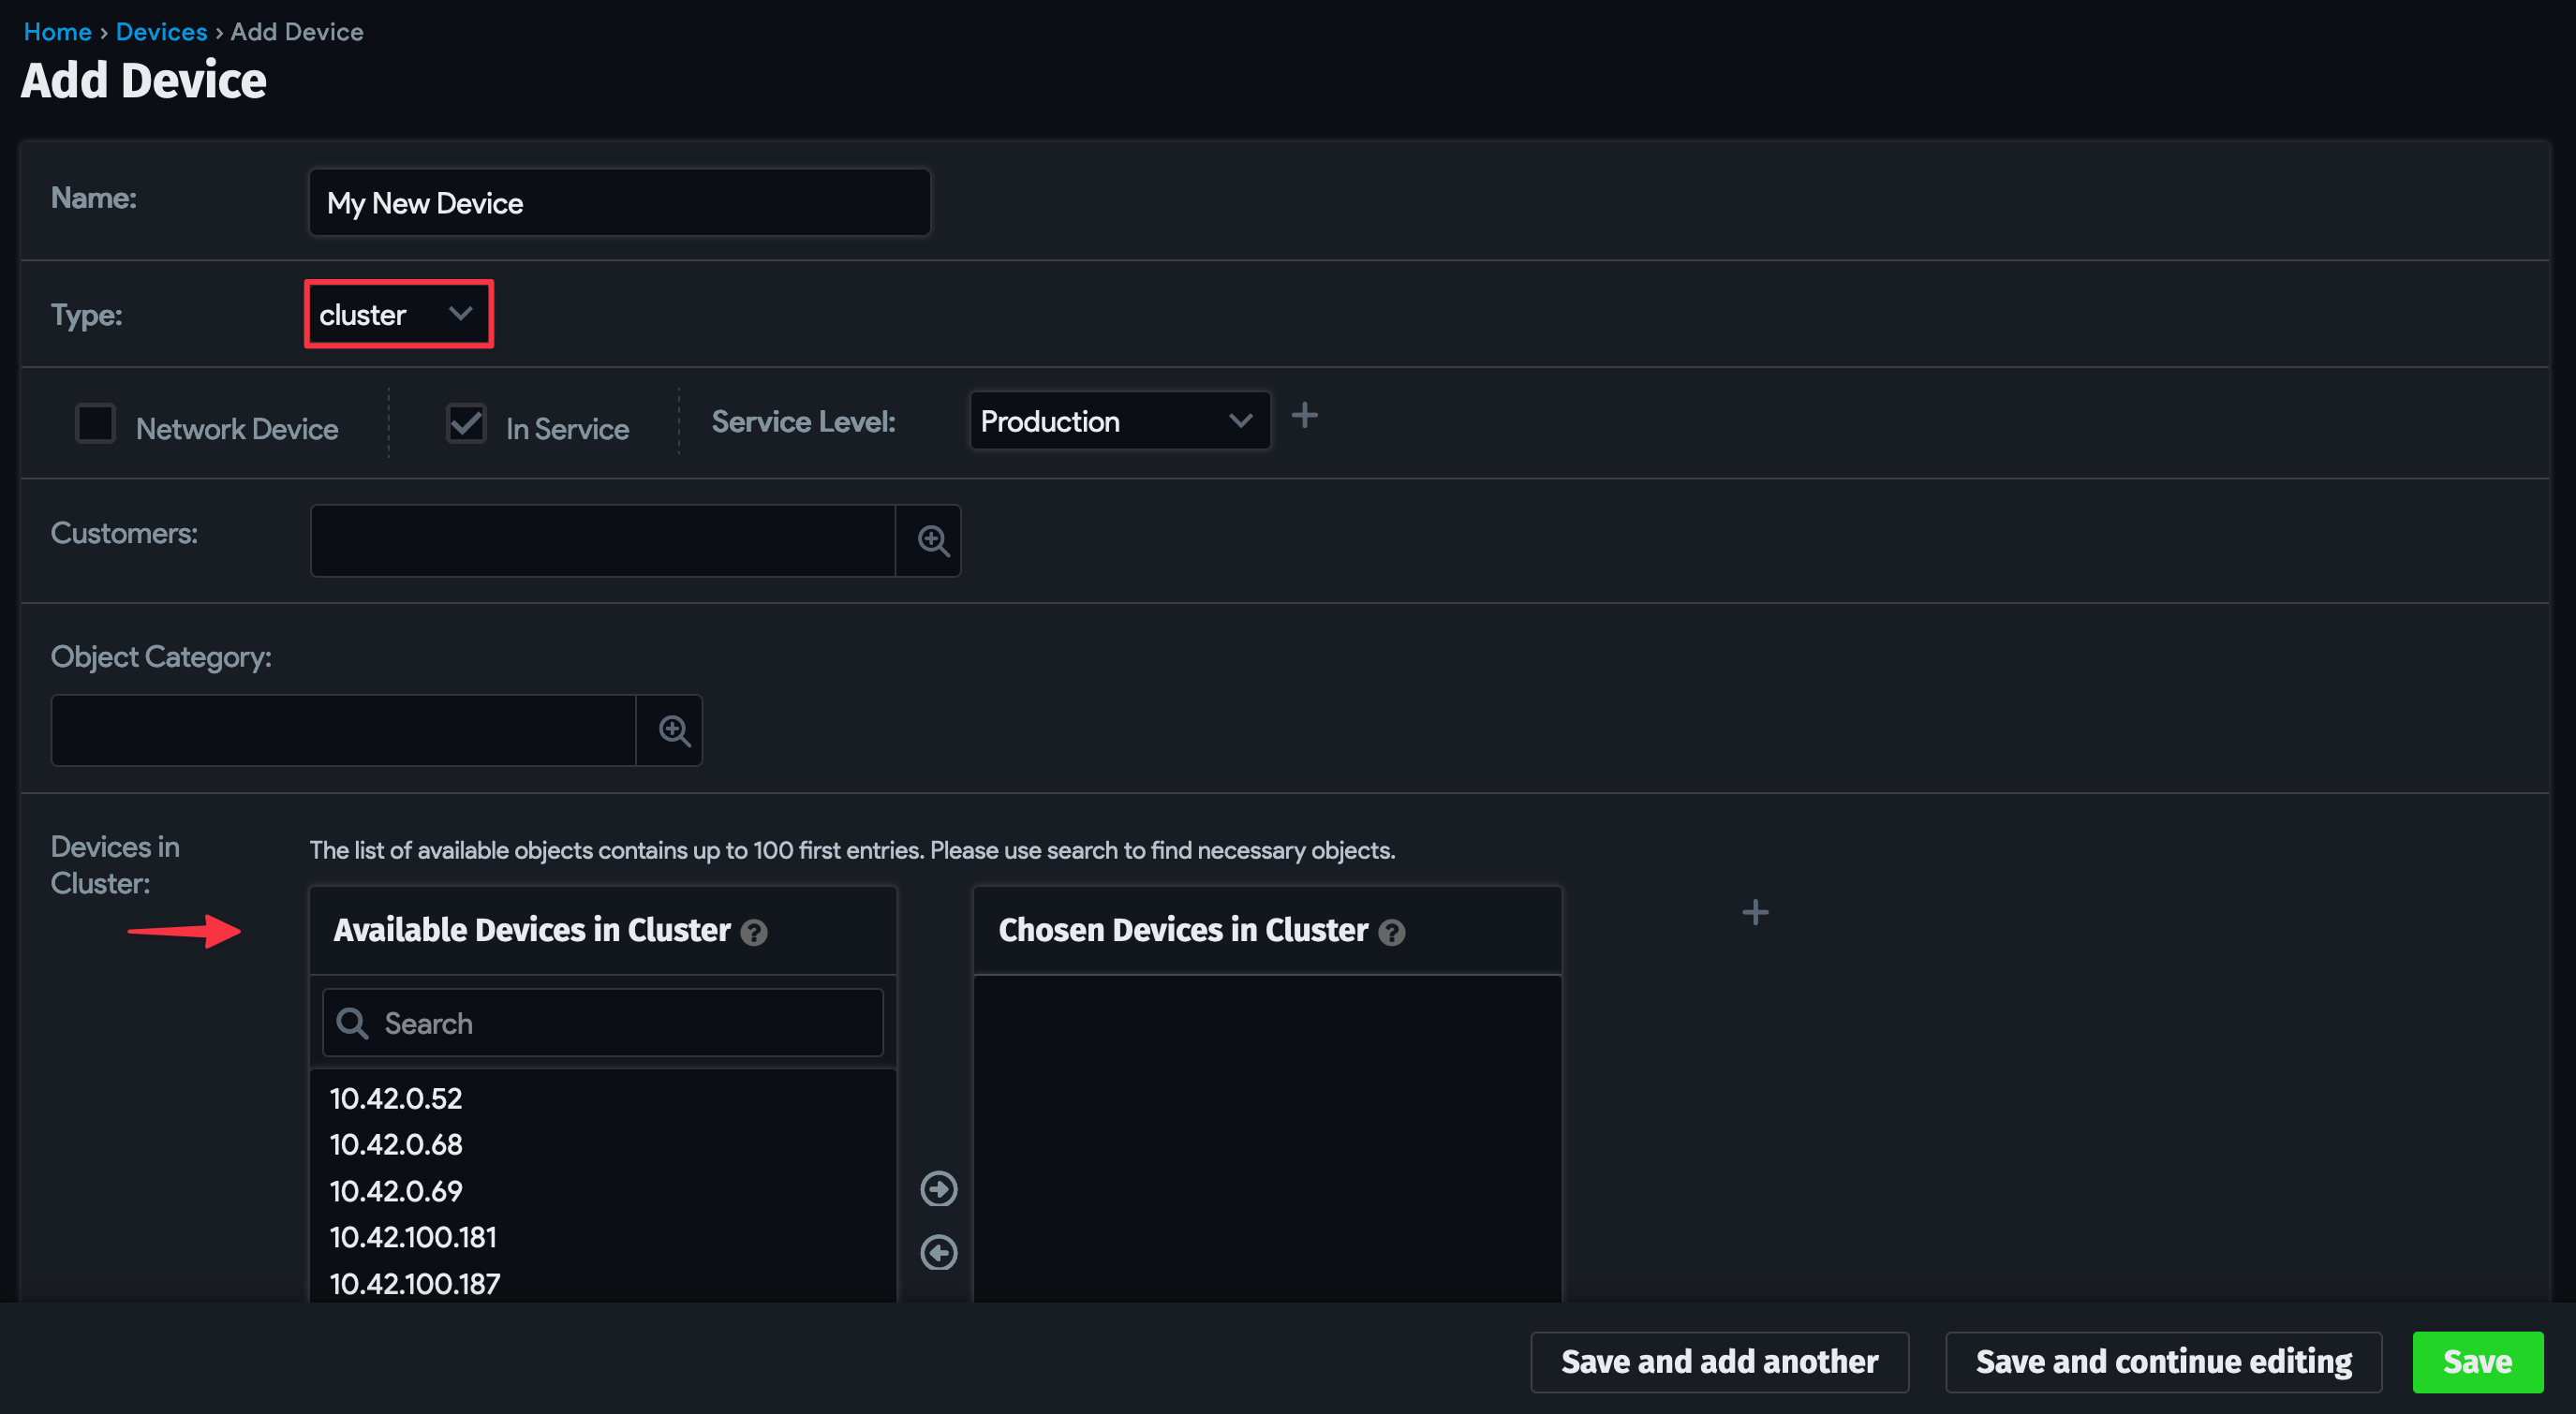 Home › Devices › Add Device
Add Device
Name:
My New Device
Type:
cluster
Network Device
In Service
Service Level:
Production
Customers:
Object Category:
Devices in
Cluster:
The list of available objects contains up to 100 first entries. Please use search to find necessary objects.
Available Devices in Cluster ?
Chosen Devices in Cluster ?
Search
10.42.0.52
10.42.0.68
10.42.0.69
10.42.100.181
10.42.100.187
Save and add another
Save and continue editing
Save